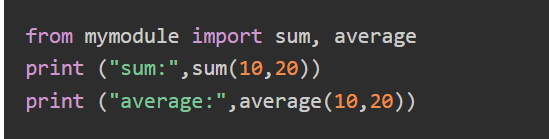 from mymodule import sum, average
print ("sum:",sum(10,20))
print ("average:",average(10,20))